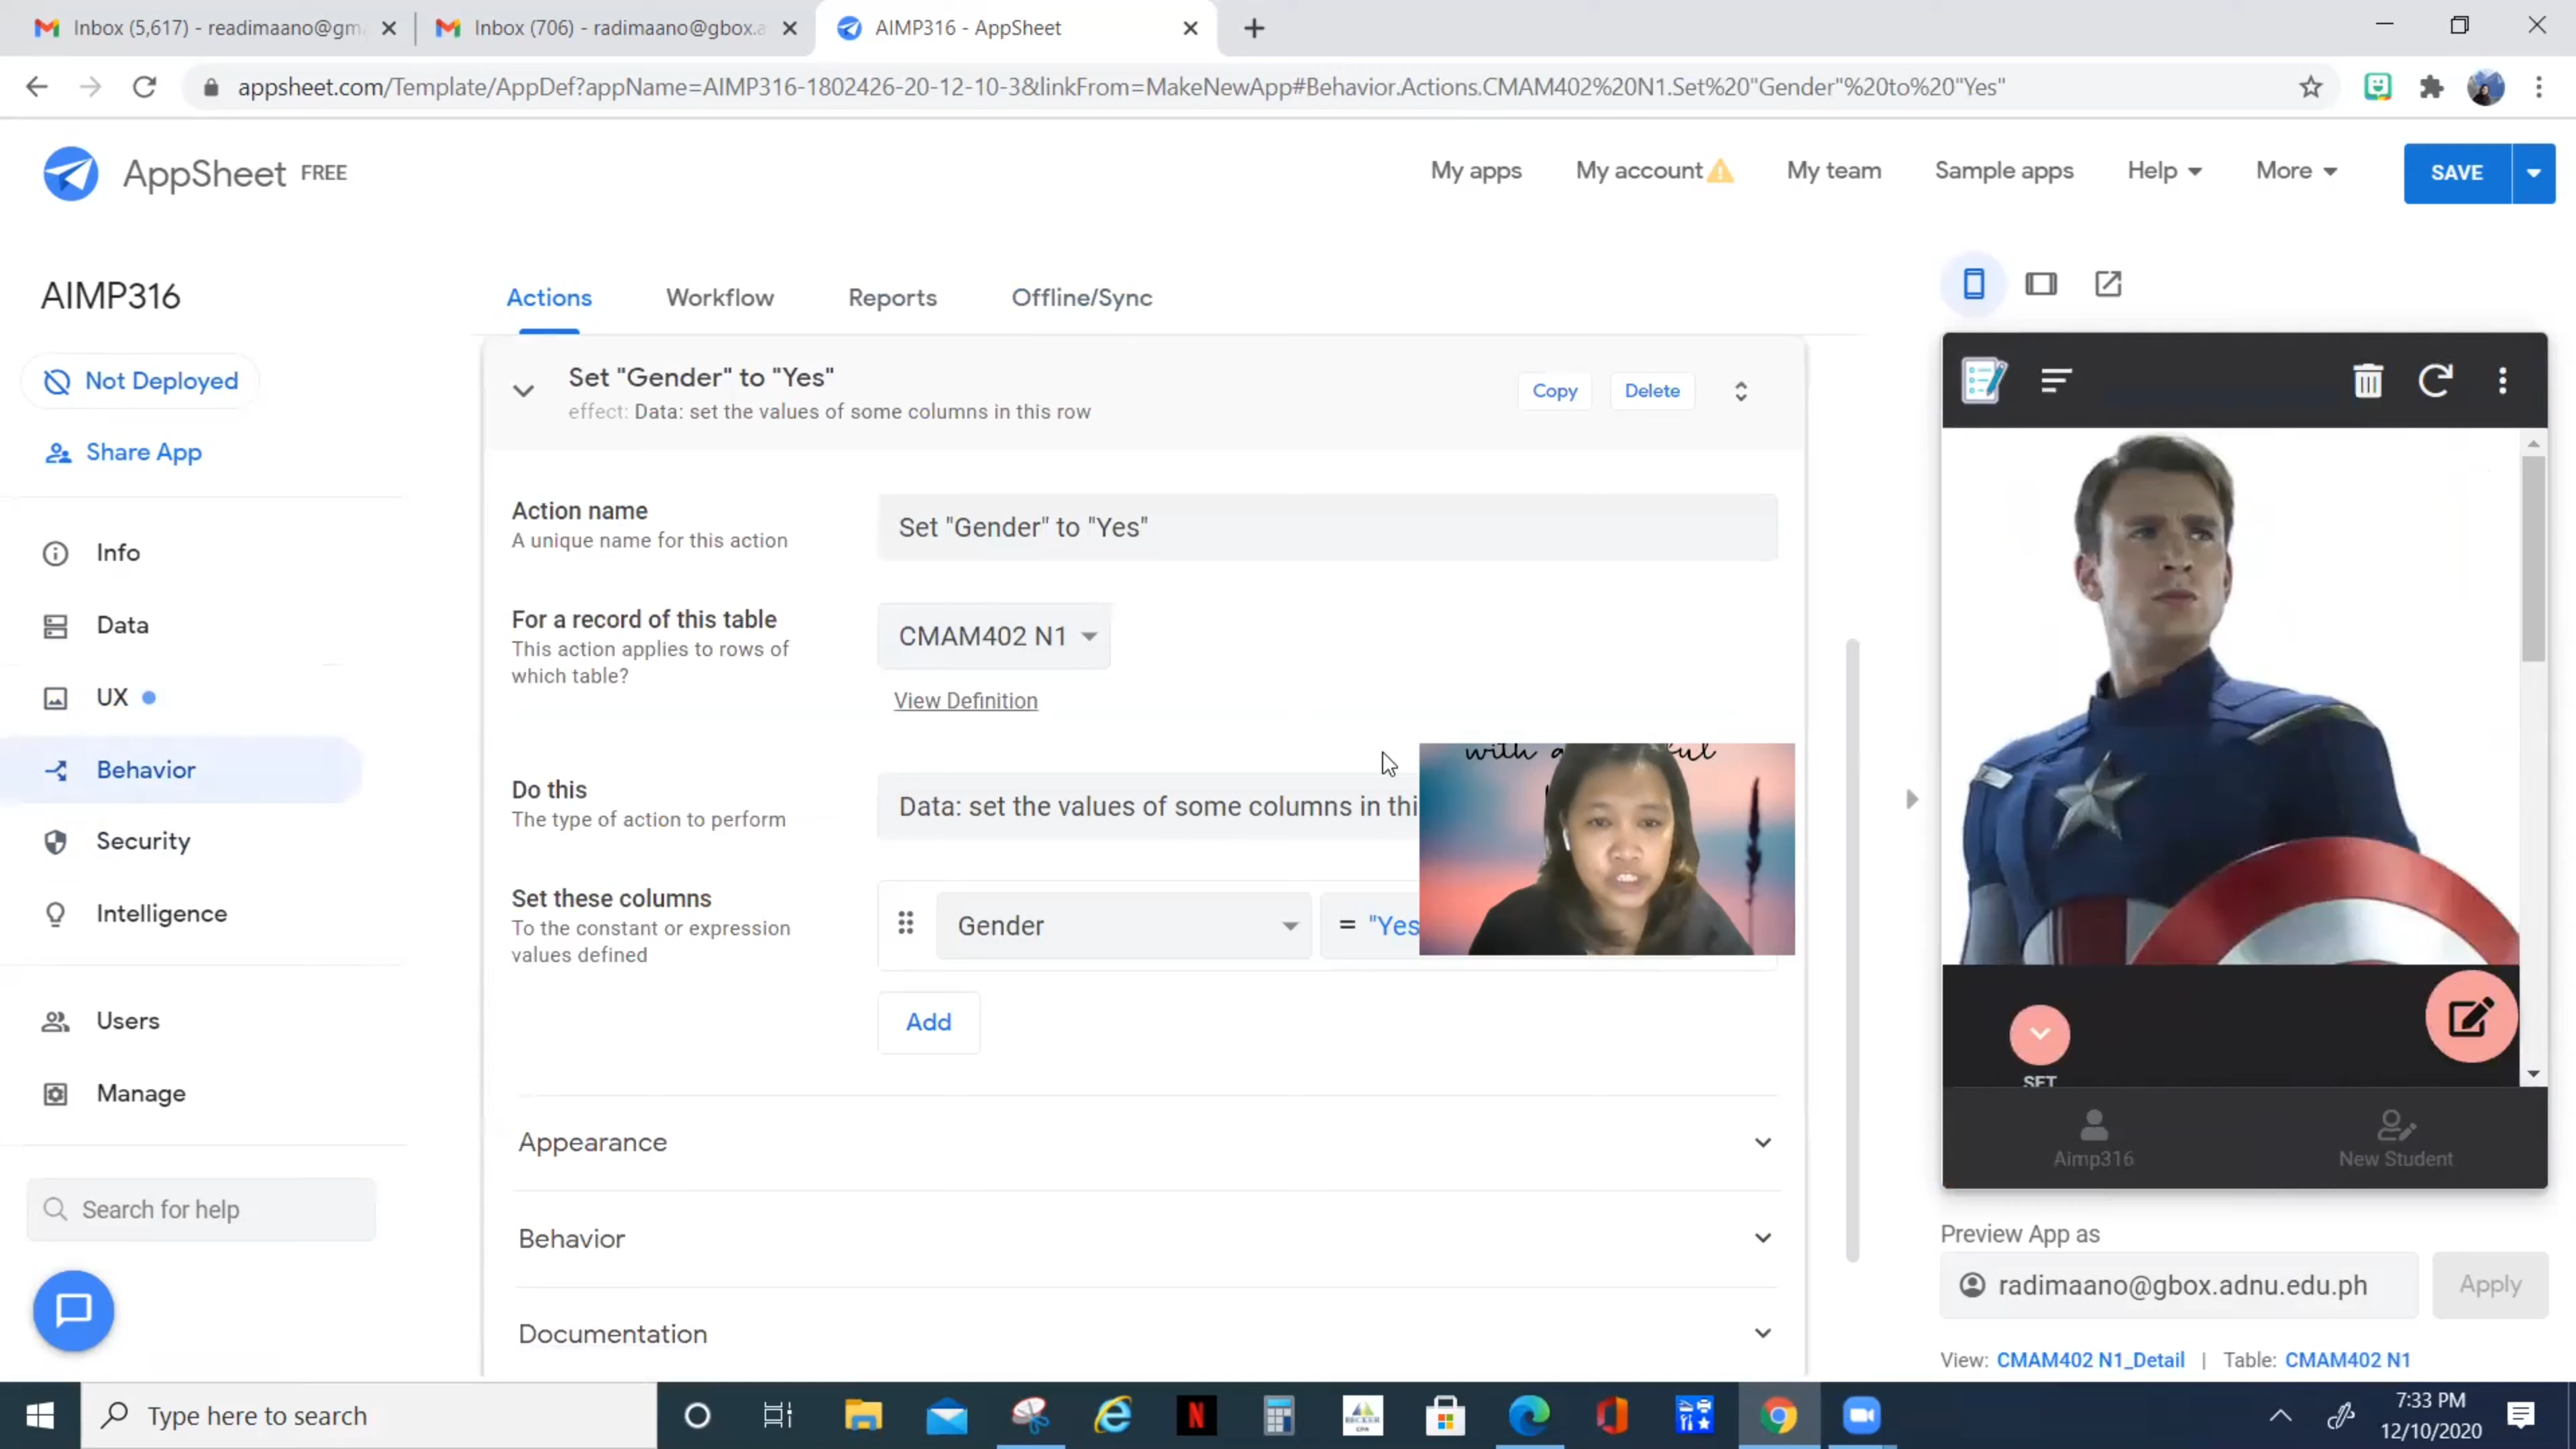 Inbox (5,617) - readimaano@gm
Inbox (706) - radimaano@gbox.a
AIMP316 - AppSheet
appsheet.com/Template/AppDef?appName=AIMP316-1802426-20-12-10-3&linkFrom=MakeNewApp#Behavior.Actions.CMAM402%20N1.Set%20"Gender"%20to%20"Yes"
AppSheet FREE
My apps
My account
My team
Sample apps
Help
More
SAVE
AIMP316
Not Deployed
Share App
Info
Data
UX
Behavior
Security
Intelligence
Users
Manage
Search for help
Actions
Workflow
Reports
Offline/Sync
Set "Gender" to "Yes"
effect: Data: set the values of some columns in this row
Copy
Delete
Action name
A unique name for this action
Set "Gender" to "Yes"
For a record of this table
This action applies to rows of
which table?
CMAM402 N1
View Definition
Do this
The type of action to perform
Data: set the values of some columns in thi
with a
Set these columns
To the constant or expression
values defined
Gender
= "Yes
Add
Appearance
Behavior
Documentation
SET
Aimp316
New Student
Preview App as
radimaano@gbox.adnu.edu.ph
Apply
View: CMAM402 N1_Detail | Table: CMAM402 N1
Type here to search
N
BECKER
CPA
7:33 PM
12/10/2020